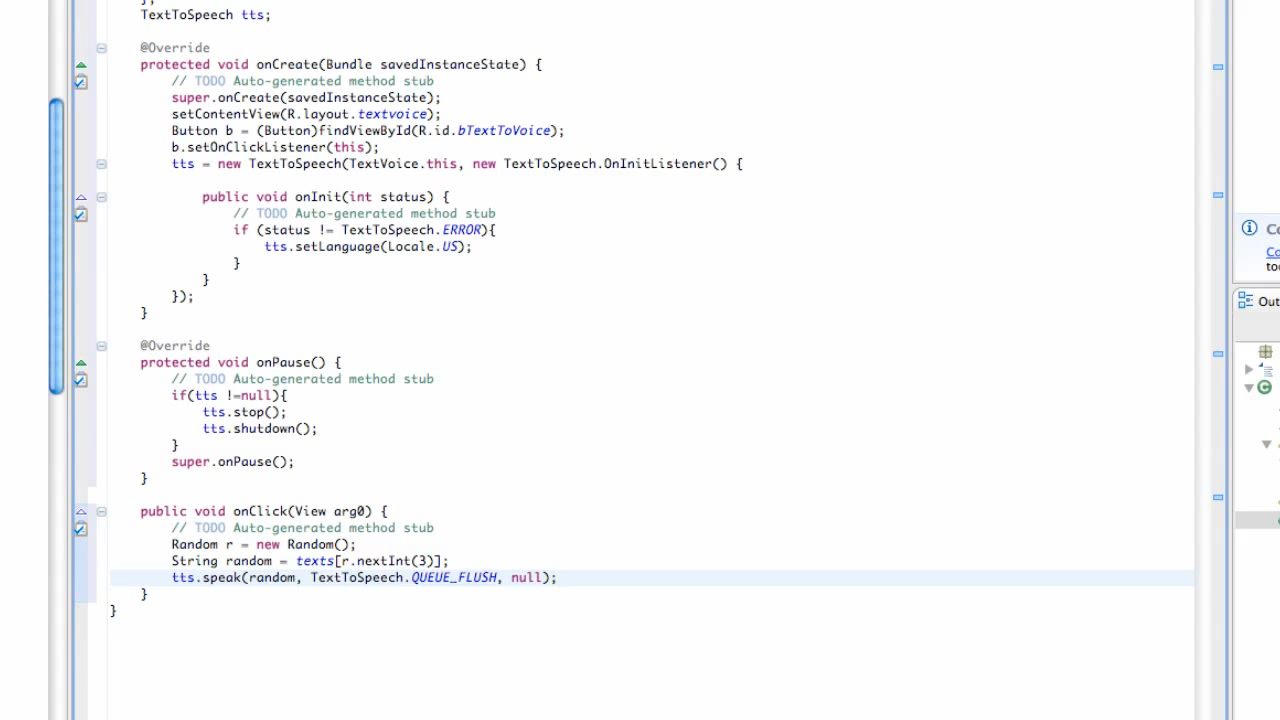 };
TextToSpeech tts;
@Override
protected void onCreate(Bundle savedInstanceState) {
// TODO Auto-generated method stub
super.onCreate(savedInstanceState);
setContentView(R.layout.textvoice);
Button b = (Button)findViewById(R.id.bTextToVoice);
b.setOnClickListener(this);
tts = new TextToSpeech(TextVoice.this, new TextToSpeech.OnInitListener() {
public void onInit(int status) {
// TODO Auto-generated method stub
if (status != TextToSpeech.ERROR){
tts.setLanguage(Locale.US);
}
}
});
}
@Override
protected void onPause() {
// TODO Auto-generated method stub
if(tts !=null){
tts.stop();
tts.shutdown();
}
super.onPause();
}
public void onClick(View arg0) {
// TODO Auto-generated method stub
Random r = new Random();
String random = texts[r.nextInt(3)];
tts.speak(random, TextToSpeech.QUEUE_FLUSH, null);
}
}
Co
Co
too
Out